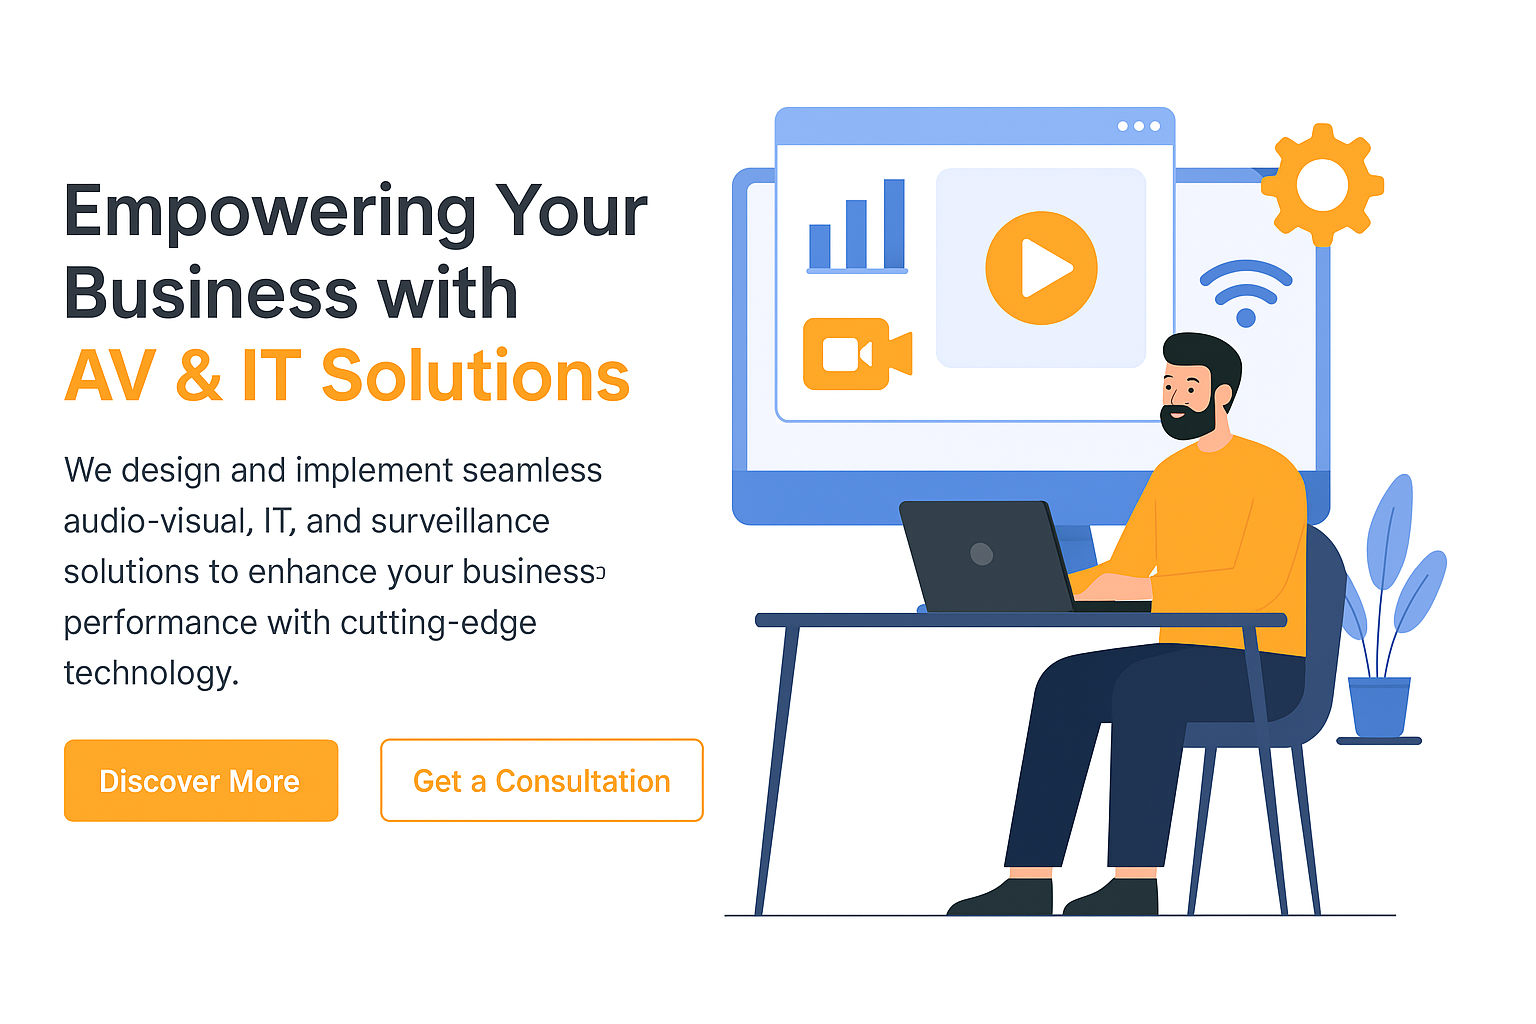 Empowering Your
Business with
AV & IT Solutions
We design and implement seamless
audio-visual, IT, and surveillance
solutions to enhance your business
performance with cutting-edge
technology.
Discover More
Get a Consultation